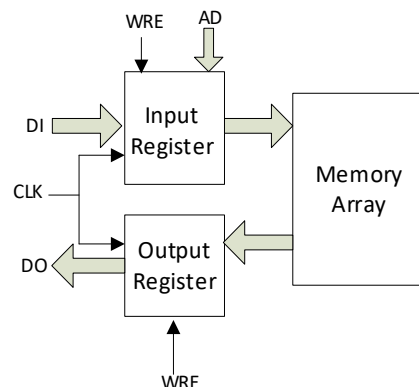 WRE
AD
DI
Input
Register
CLK
Memory
Array
Output
Register
DO
WRE